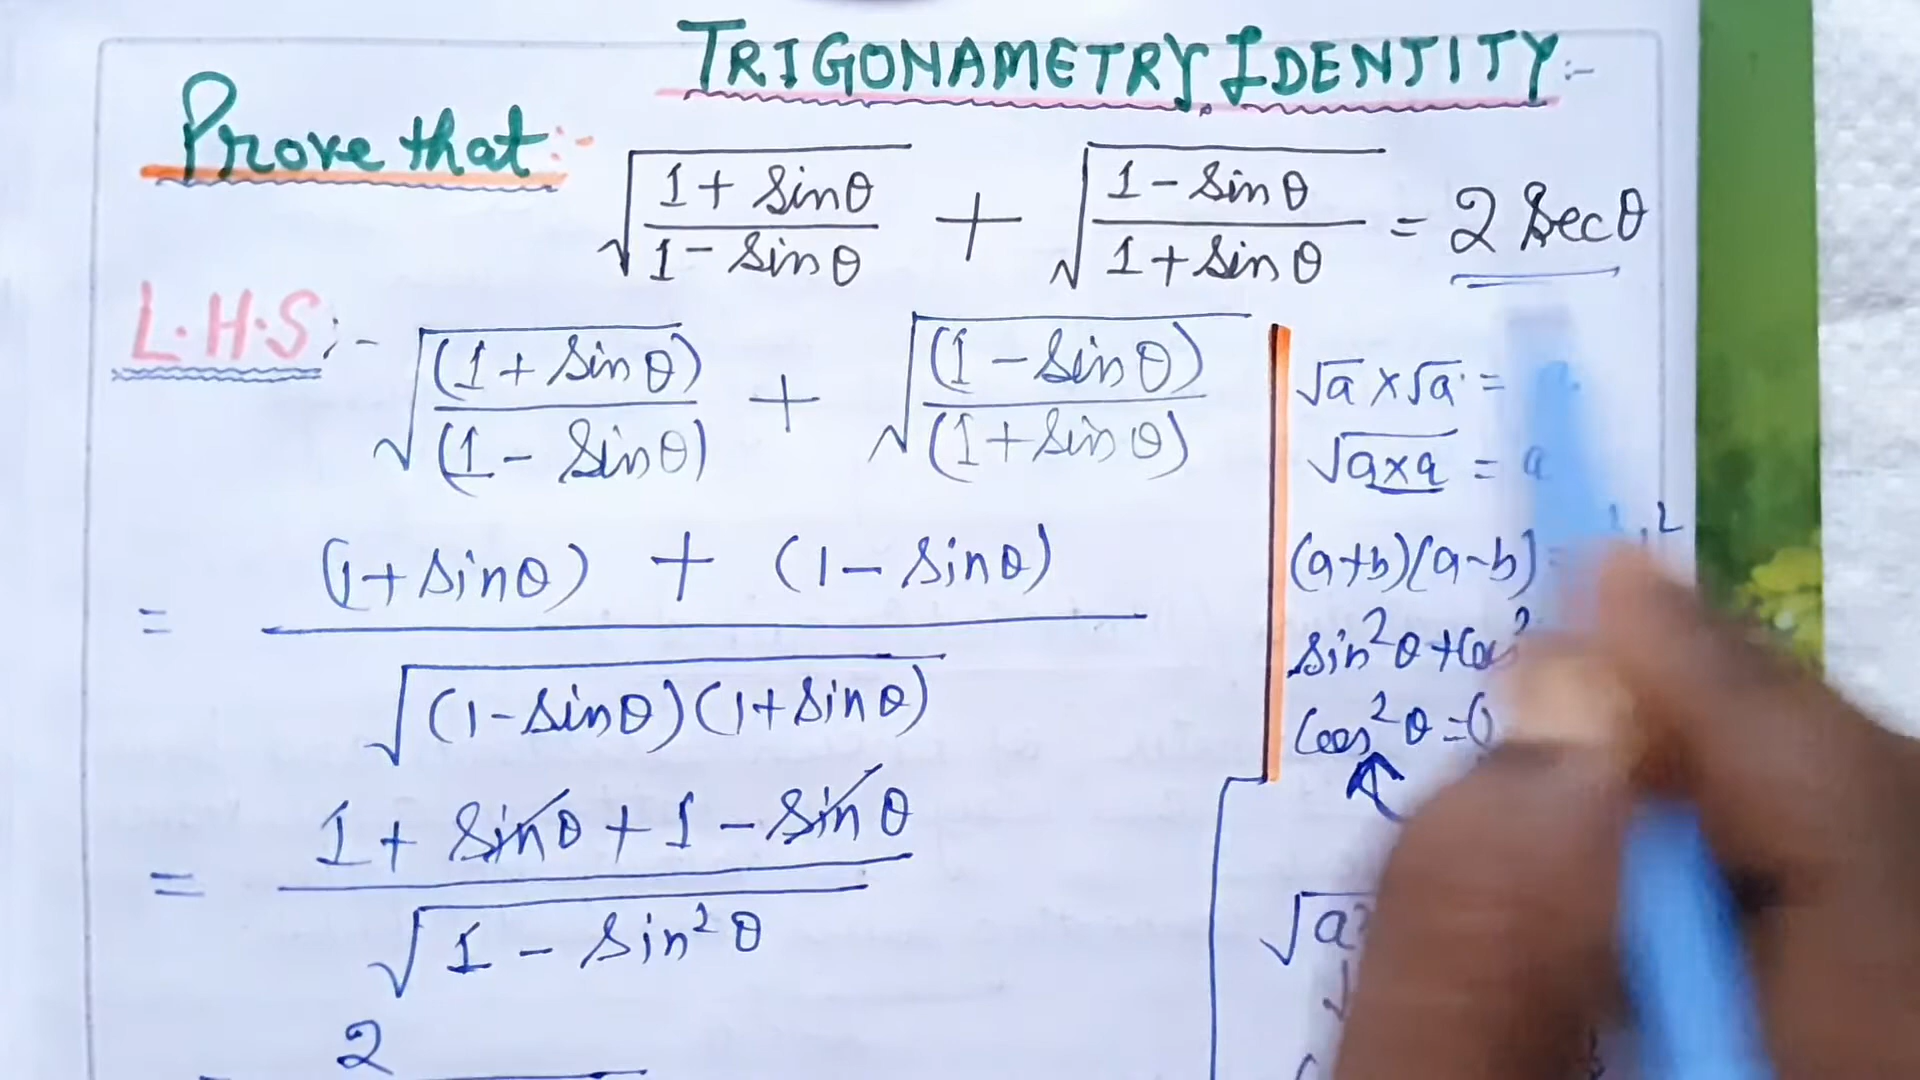 TRIGONAMETRY IDENTITY:-
Prove that:- √((1 + sinθ)/(1 - sinθ)) + √((1 - sinθ)/(1 + sinθ)) = 2 secθ
L.H.S:- √((1 + sinθ)/(1 - sinθ)) + √((1 - sinθ)/(1 + sinθ))
= ((1 + sinθ) + (1 - sinθ))/√((1 - sinθ)(1 + sinθ))
= (1 + sinθ + 1 - sinθ)/√(1 - sin²θ)
2
√a × √a =
√(a×a) = a
(a+b)(a-b) =
sin²θ + cos²
cos²θ =
√a²